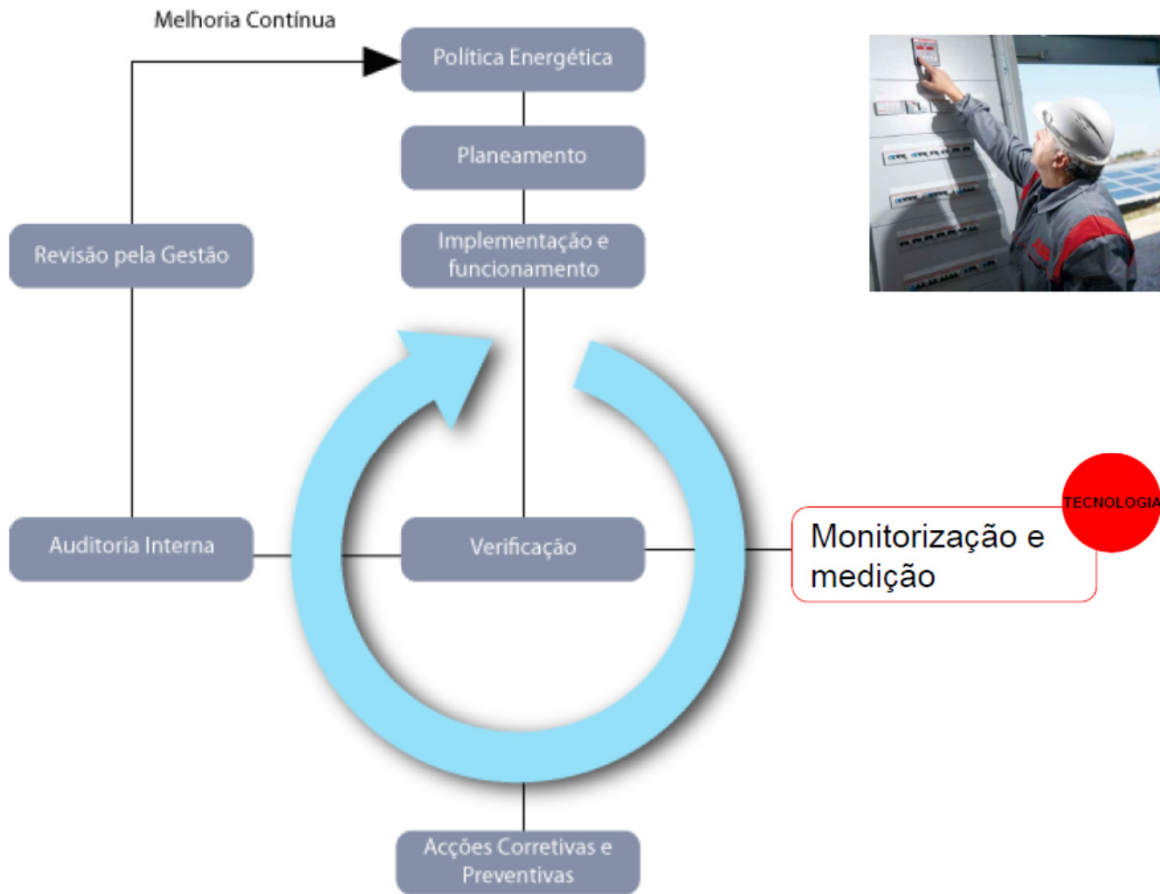 Melhoria Contínua
Política Energética
Planeamento
Revisão pela Gestão
Implementação e
funcionamento
TECNOLOGIA
Auditoria Interna
Verificação
Monitorização e
medição
Acções Corretivas e
Preventivas